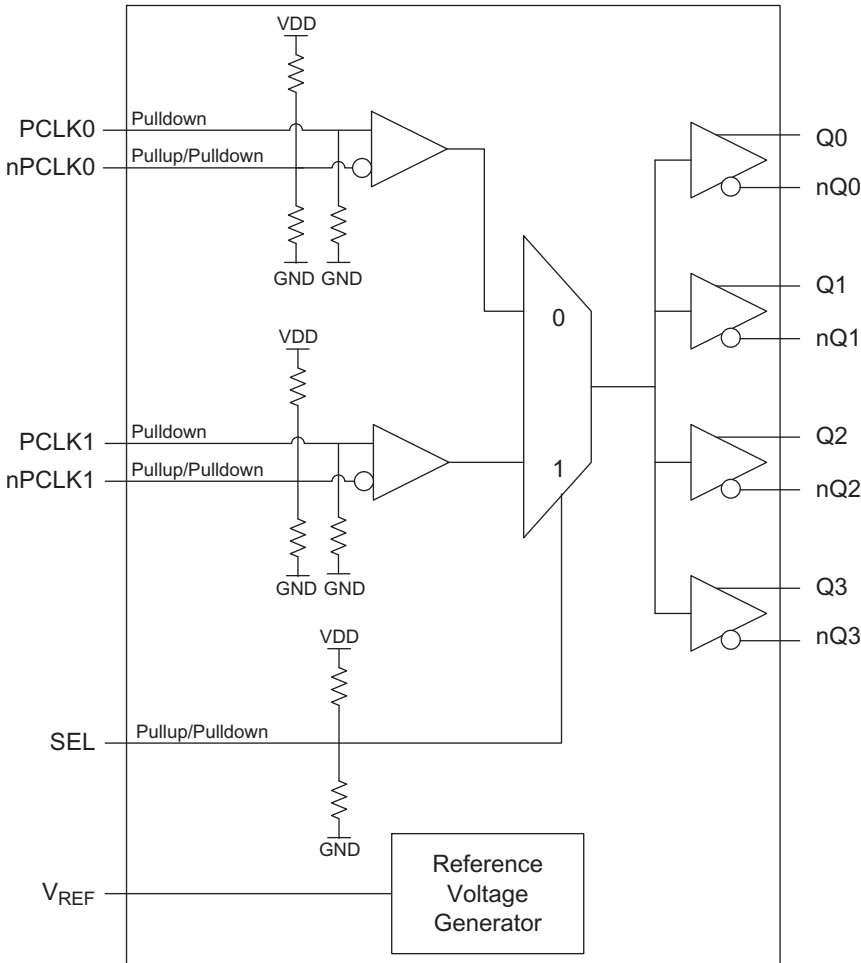 VDD
PCLK0
Pulldown
nPCLK0
Pullup/Pulldown
GND
GND
VDD
PCLK1
Pulldown
nPCLK1
Pullup/Pulldown
GND
GND
0
1
Q0
nQ0
Q1
nQ1
Q2
nQ2
Q3
nQ3
VDD
SEL
Pullup/Pulldown
GND
VREF
Reference
Voltage
Generator